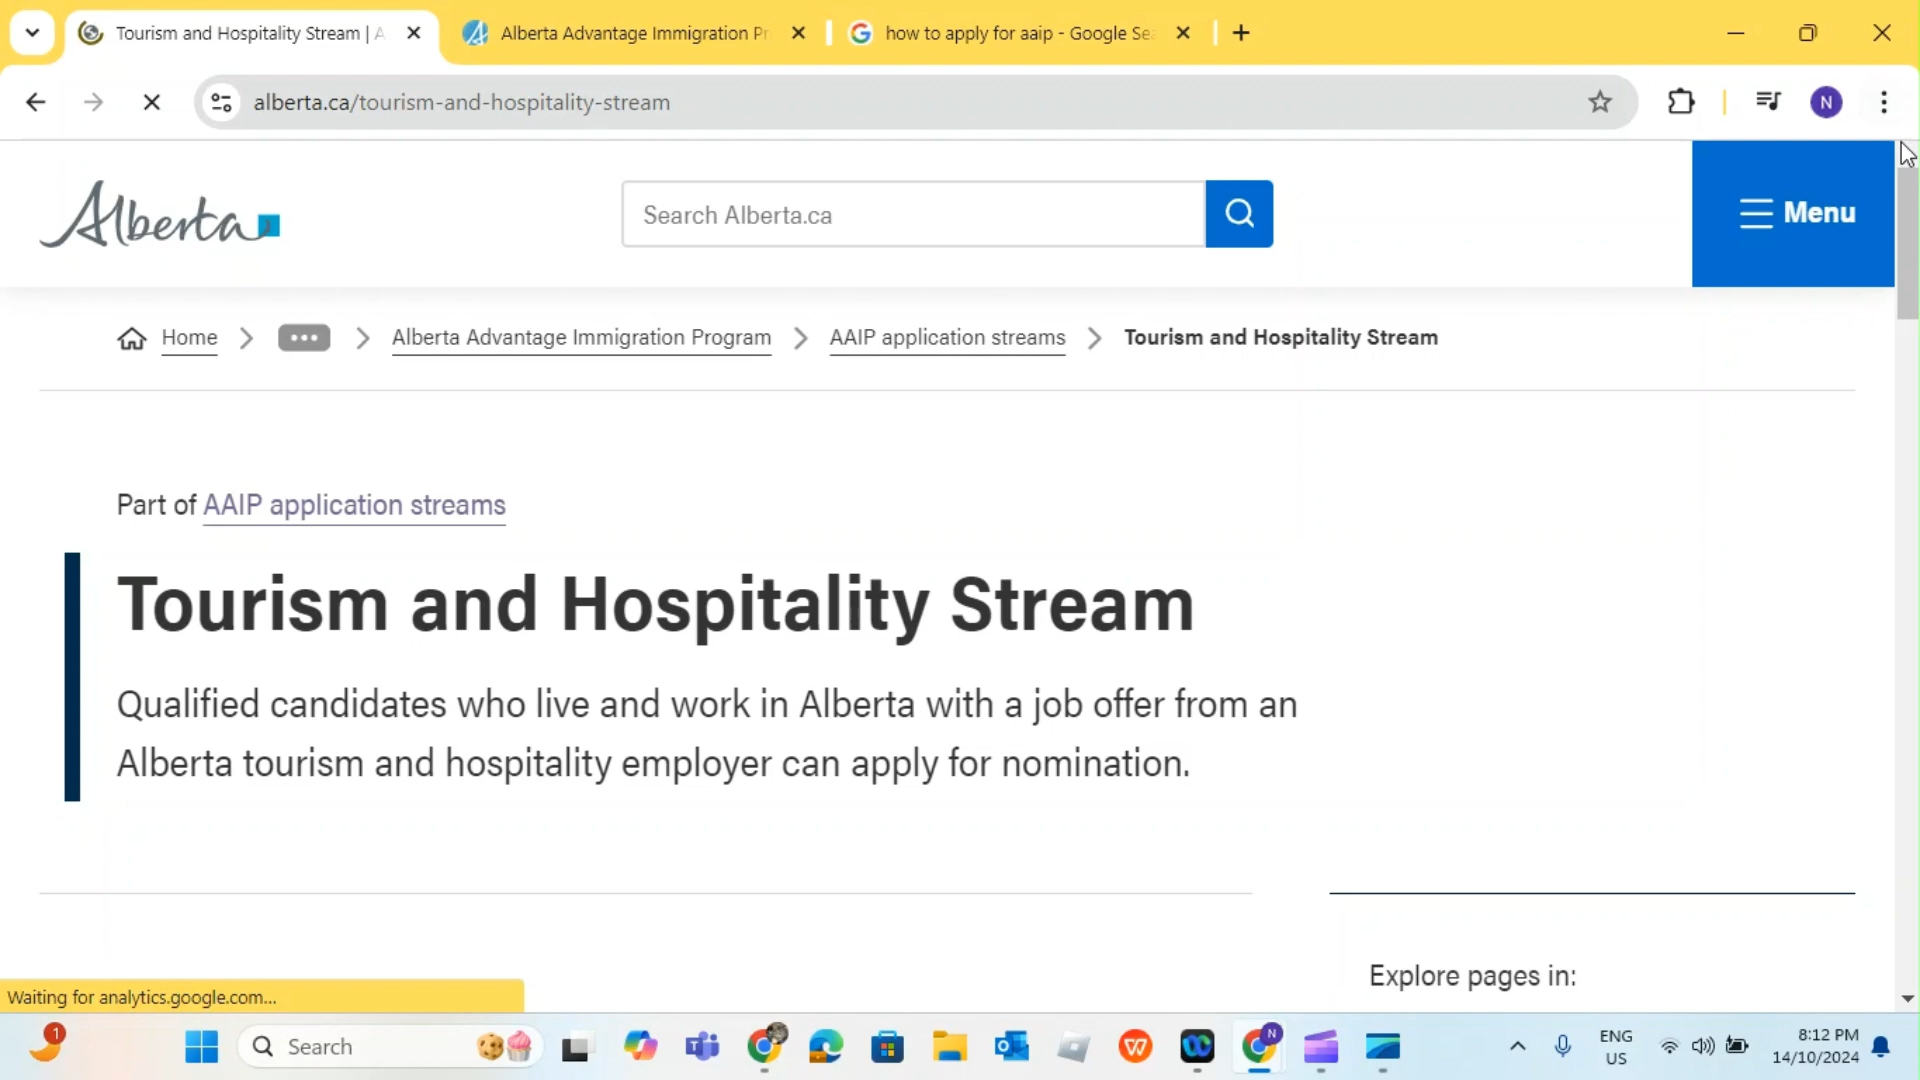 Tourism and Hospitality Stream | A
Alberta Advantage Immigration Pr
how to apply for aaip - Google Sea
alberta.ca/tourism-and-hospitality-stream
N
Alberta
Search Alberta.ca
Menu
Home
Alberta Advantage Immigration Program
AAIP application streams
Tourism and Hospitality Stream
Part of AAIP application streams
Tourism and Hospitality Stream
Qualified candidates who live and work in Alberta with a job offer from an
Alberta tourism and hospitality employer can apply for nomination.
Explore pages in:
Waiting for analytics.google.com...
1
Search
N
ENG
US
8:12 PM
14/10/2024